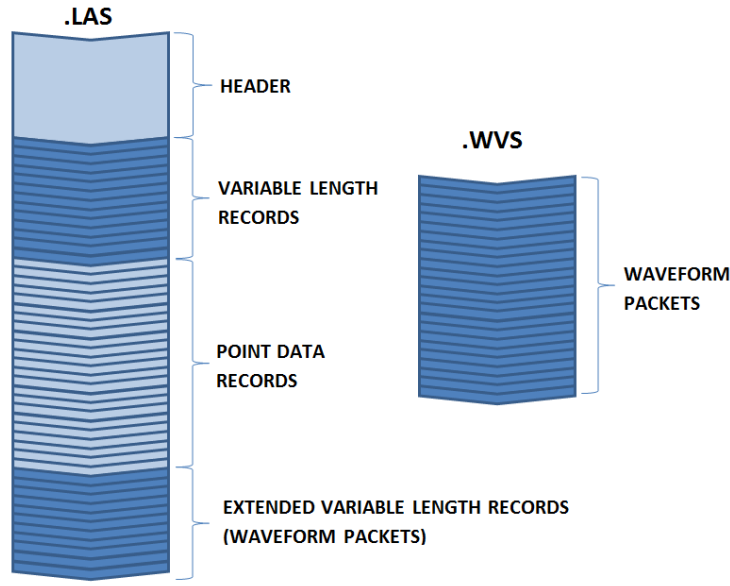 .LAS
HEADER
VARIABLE LENGTH
RECORDS
POINT DATA
RECORDS
EXTENDED VARIABLE LENGTH RECORDS
(WAVEFORM PACKETS)
.WVS
WAVEFORM
PACKETS